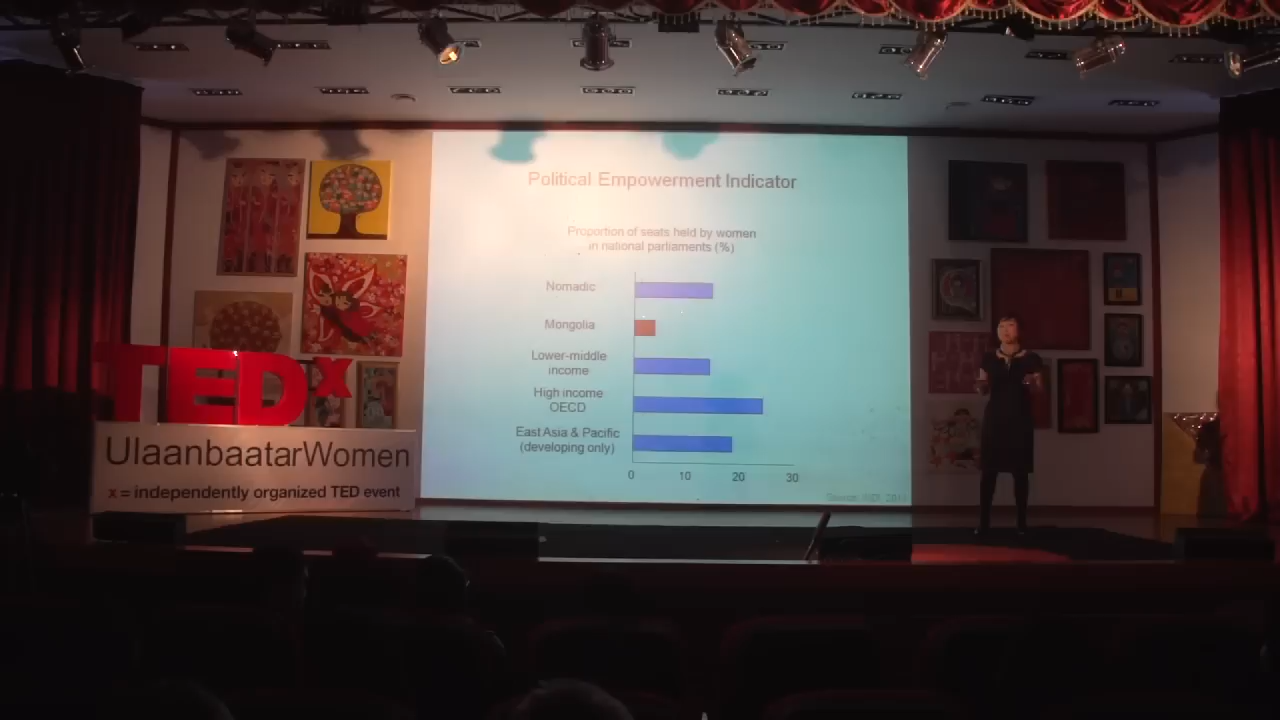 Political Empowerment Indicator
Proportion of seats held by women
in national parliaments (%)
Nomadic
Mongolia
Lower-middle
income
High income
OECD
East Asia & Pacific
(developing only)
0 10 20 30
TEDx
UlaanbaatarWomen
x = independently organized TED event